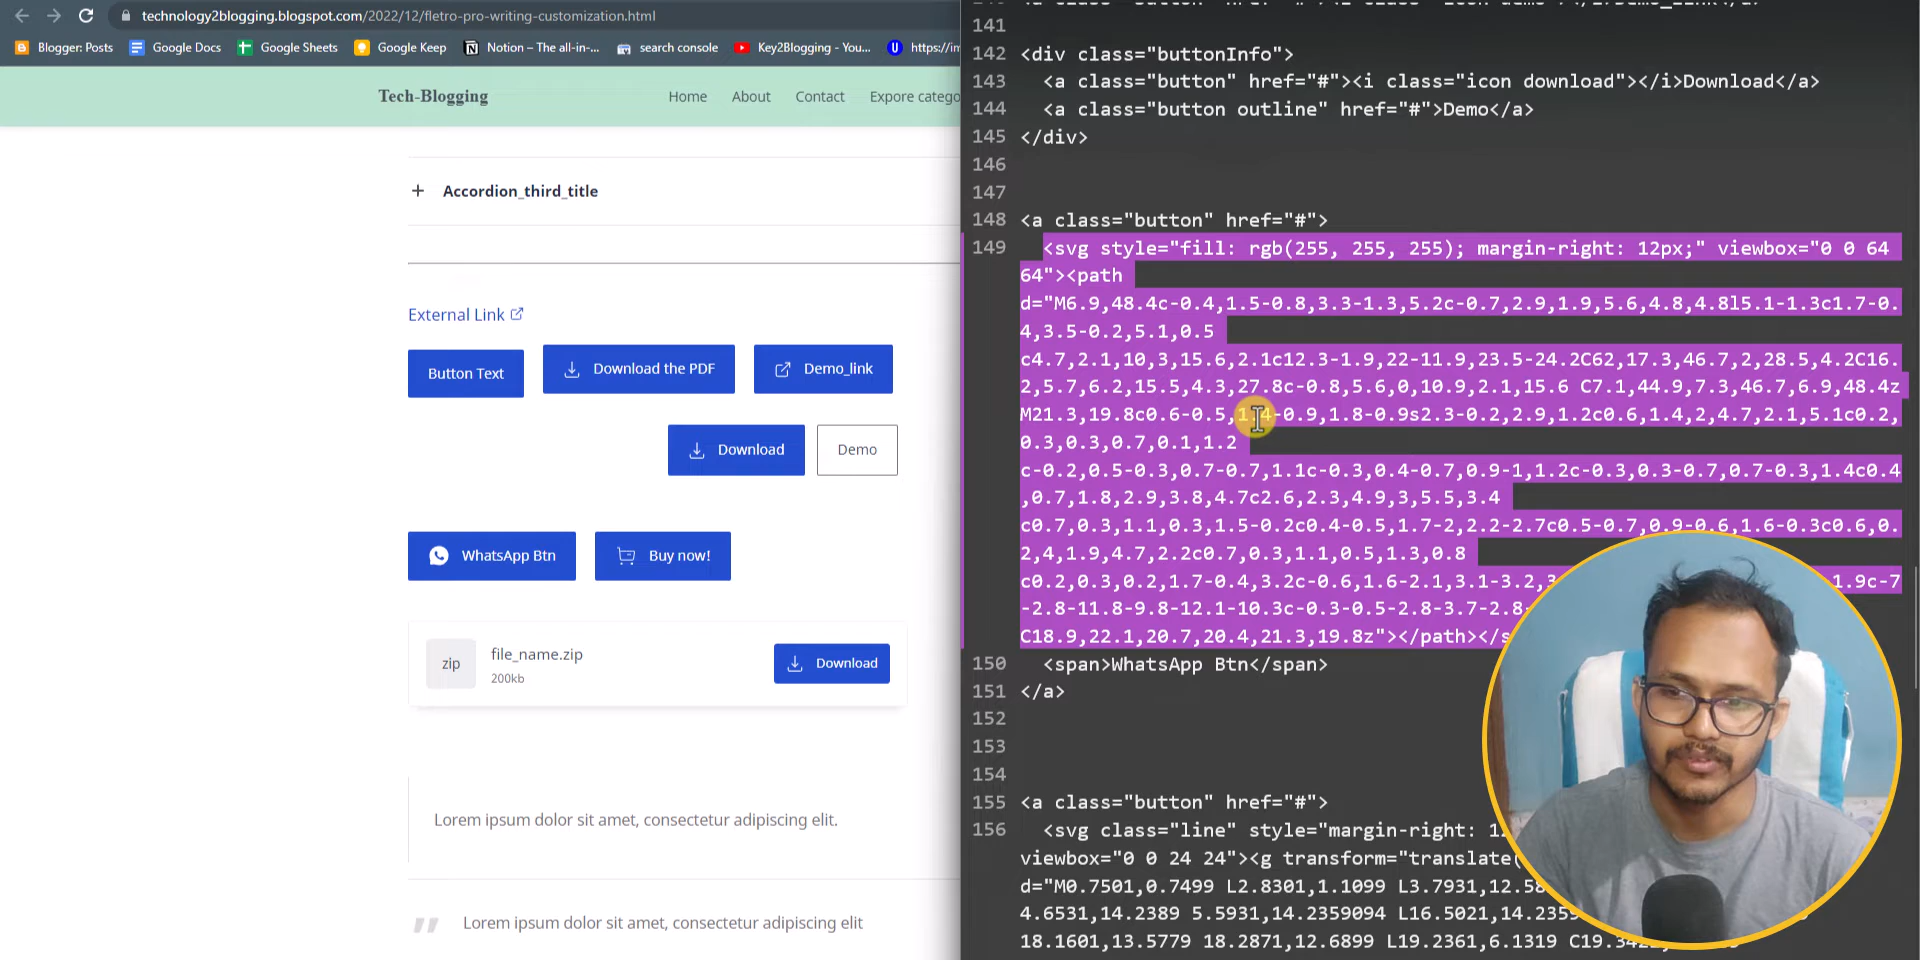 technology2blogging.blogspot.com/2022/12/fletro-pro-writing-customization.html
Blogger: Posts
Google Docs
Google Sheets
Google Keep
Notion – The all-in-...
search console
Key2Blogging - You...
U
Tech-Blogging
Home
About
Contact
Expore catego
+ Accordion_third_title
External Link
Button Text
Download the PDF
Demo_link
Download
Demo
WhatsApp Btn
Buy now!
zip
file_name.zip
200kb
Download
Lorem ipsum dolor sit amet, consectetur adipiscing elit.
" Lorem ipsum dolor sit amet, consectetur adipiscing elit
141
142 <div class="buttonInfo">
143 <a class="button" href="#"><i class="icon download"></i>Download</a>
144 <a class="button outline" href="#">Demo</a>
145 </div>
146
147
148 <a class="button" href="#">
149 <svg style="fill: rgb(255, 255, 255); margin-right: 12px;" viewbox="0 0 64
64"><path
d="M6.9,48.4c-0.4,1.5-0.8,3.3-1.3,5.2c-0.7,2.9,1.9,5.6,4.8,4.8l5.1-1.3c1.7-0.
4,3.5-0.2,5.1,0.5
c4.7,2.1,10,3,15.6,2.1c12.3-1.9,22-11.9,23.5-24.2C62,17.3,46.7,2,28.5,4.2C16.
2,5.7,6.2,15.5,4.3,27.8c-0.8,5.6,0,10.9,2.1,15.6 C7.1,44.9,7.3,46.7,6.9,48.4z
M21.3,19.8c0.6-0.5,1.4-0.9,1.8-0.9s2.3-0.2,2.9,1.2c0.6,1.4,2,4.7,2.1,5.1c0.2,
0.3,0.3,0.7,0.1,1.2
c-0.2,0.5-0.3,0.7-0.7,1.1c-0.3,0.4-0.7,0.9-1,1.2c-0.3,0.3-0.7,0.7-0.3,1.4c0.4
,0.7,1.8,2.9,3.8,4.7c2.6,2.3,4.9,3,5.5,3.4
c0.7,0.3,1.1,0.3,1.5-0.2c0.4-0.5,1.7-2,2.2-2.7c0.5-0.7,0.9-0.6,1.6-0.3c0.6,0.
2,4,1.9,4.7,2.2c0.7,0.3,1.1,0.5,1.3,0.8
c0.2,0.3,0.2,1.7-0.4,3.2c-0.6,1.6-2.1,3.1-3.2,3 1.9c-7
-2.8-11.8-9.8-12.1-10.3c-0.3-0.5-2.8-3.7-2.8-
C18.9,22.1,20.7,20.4,21.3,19.8z"></path></s
150 <span>WhatsApp Btn</span>
151 </a>
152
153
154
155 <a class="button" href="#">
156 <svg class="line" style="margin-right:
viewbox="0 0 24 24"><g transform="translate(
d="M0.7501,0.7499 L2.8301,1.1099 L3.7931,12.58
4.6531,14.2389 5.5931,14.2359094 L16.5021,14.2359
18.1601,13.5779 18.2871,12.6899 L19.2361,6.1319